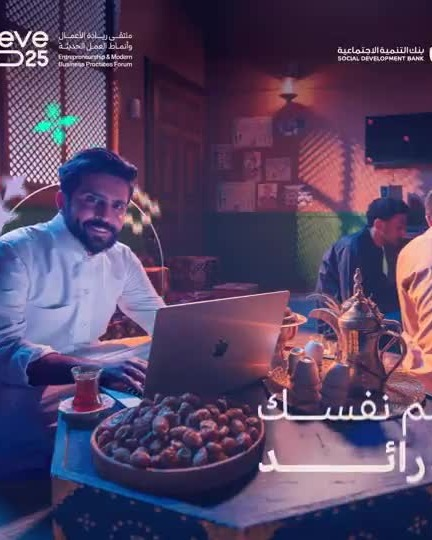 eve
25
ملتقى ريادة الأعمال
وأنماط العمل الحديثة
Entrepreneurship & Modern
Business Practices Forum
بنك التنمية الاجتماعية
SOCIAL DEVELOPMENT BANK
م نفسك
رائد